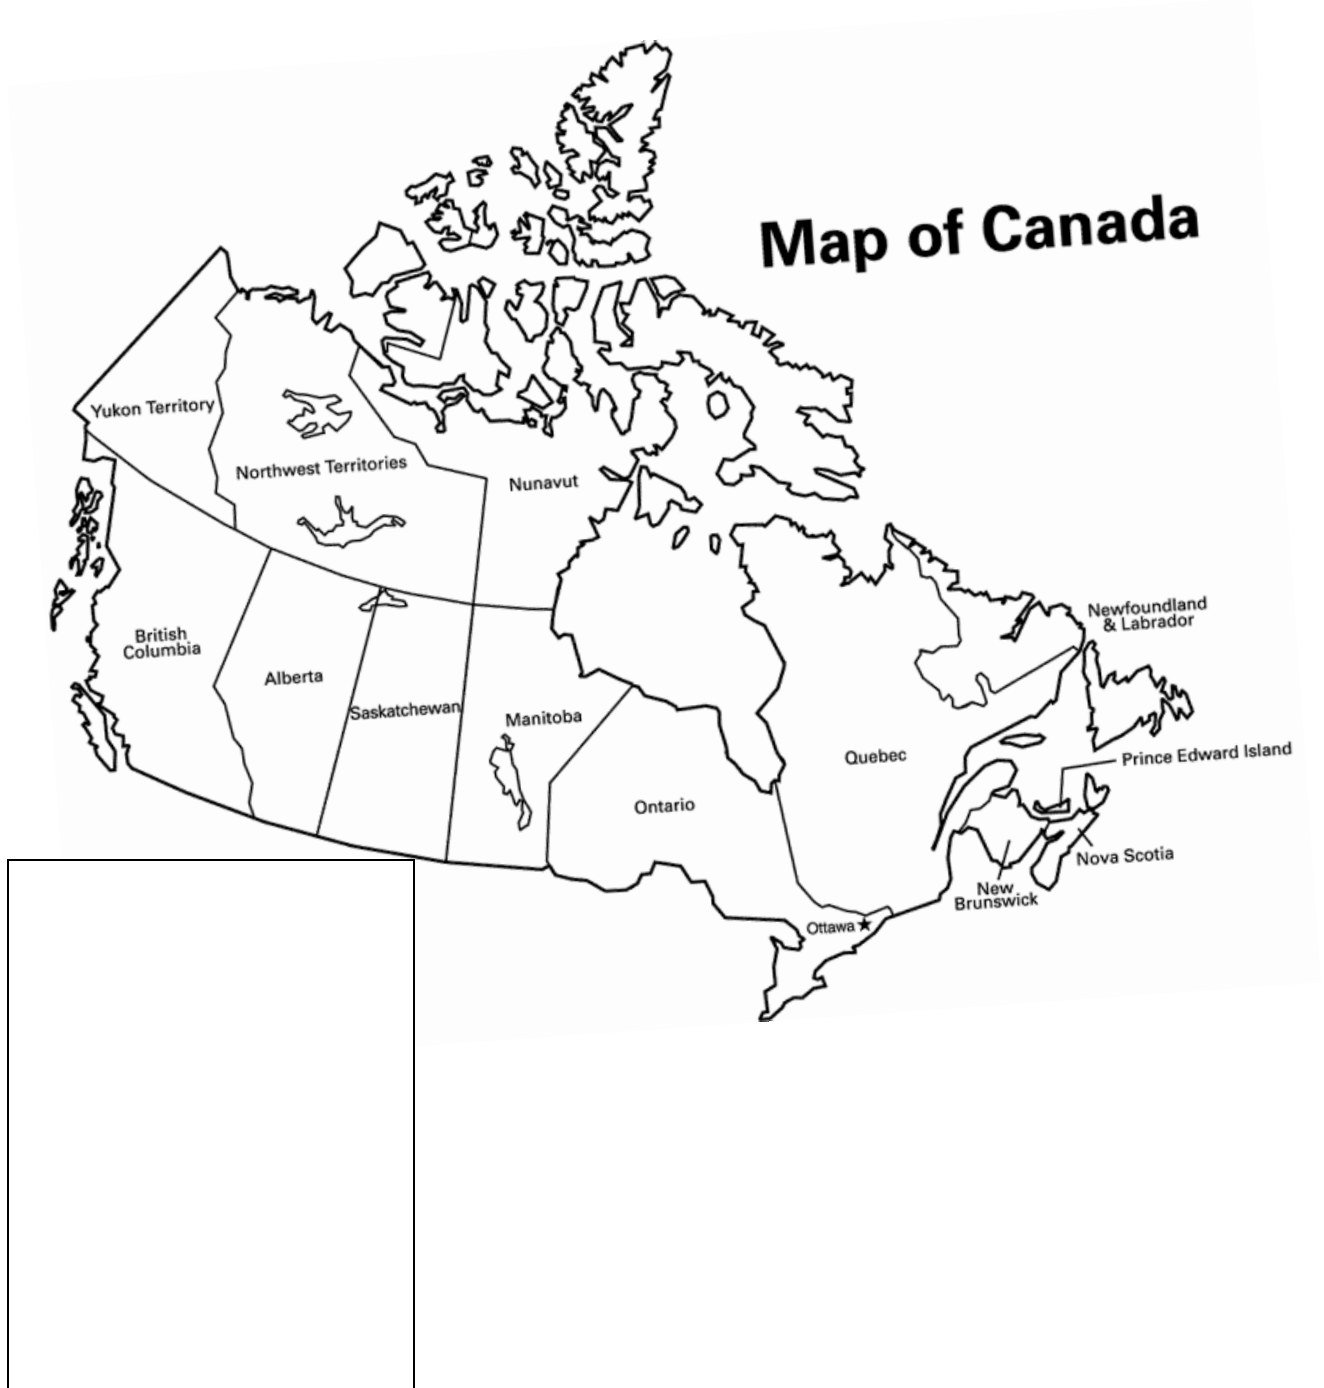 Map of Canada
Yukon Territory
Northwest Territories
Nunavut
Newfoundland
& Labrador
British
Columbia
Alberta
Saskatchewan
Manitoba
Quebec
Prince Edward Island
Ontario
Nova Scotia
New
Brunswick
Ottawa